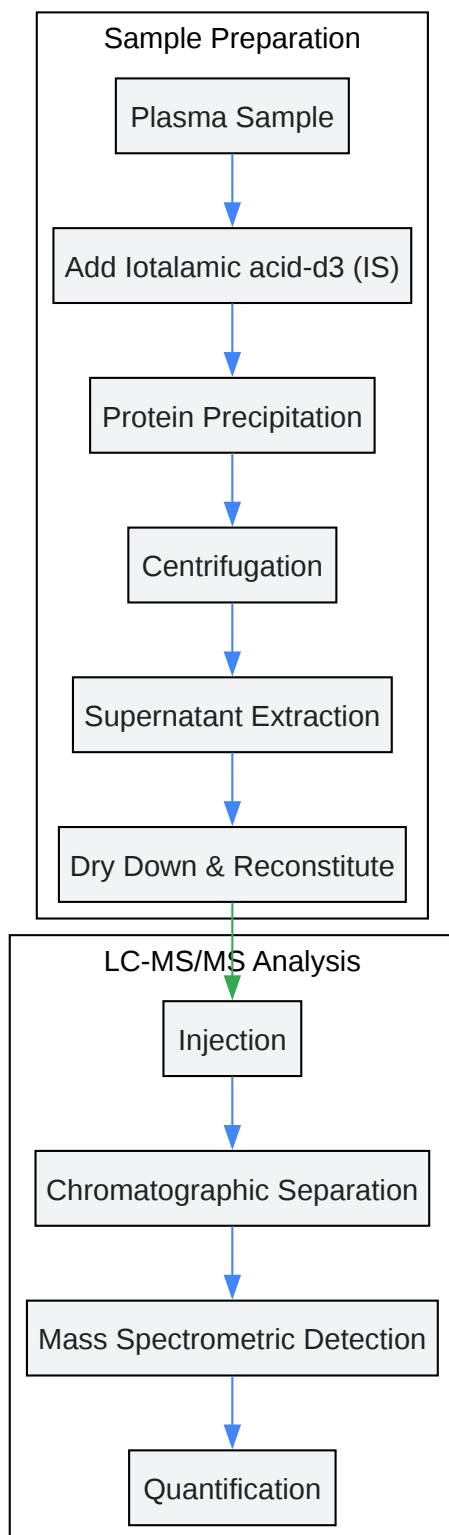 Sample Preparation
Plasma Sample
Add Iotalamic acid-d3 (IS)
Protein Precipitation
Centrifugation
Supernatant Extraction
Dry Down & Reconstitute
LC-MS/MS Analysis
Injection
Chromatographic Separation
Mass Spectrometric Detection
Quantification